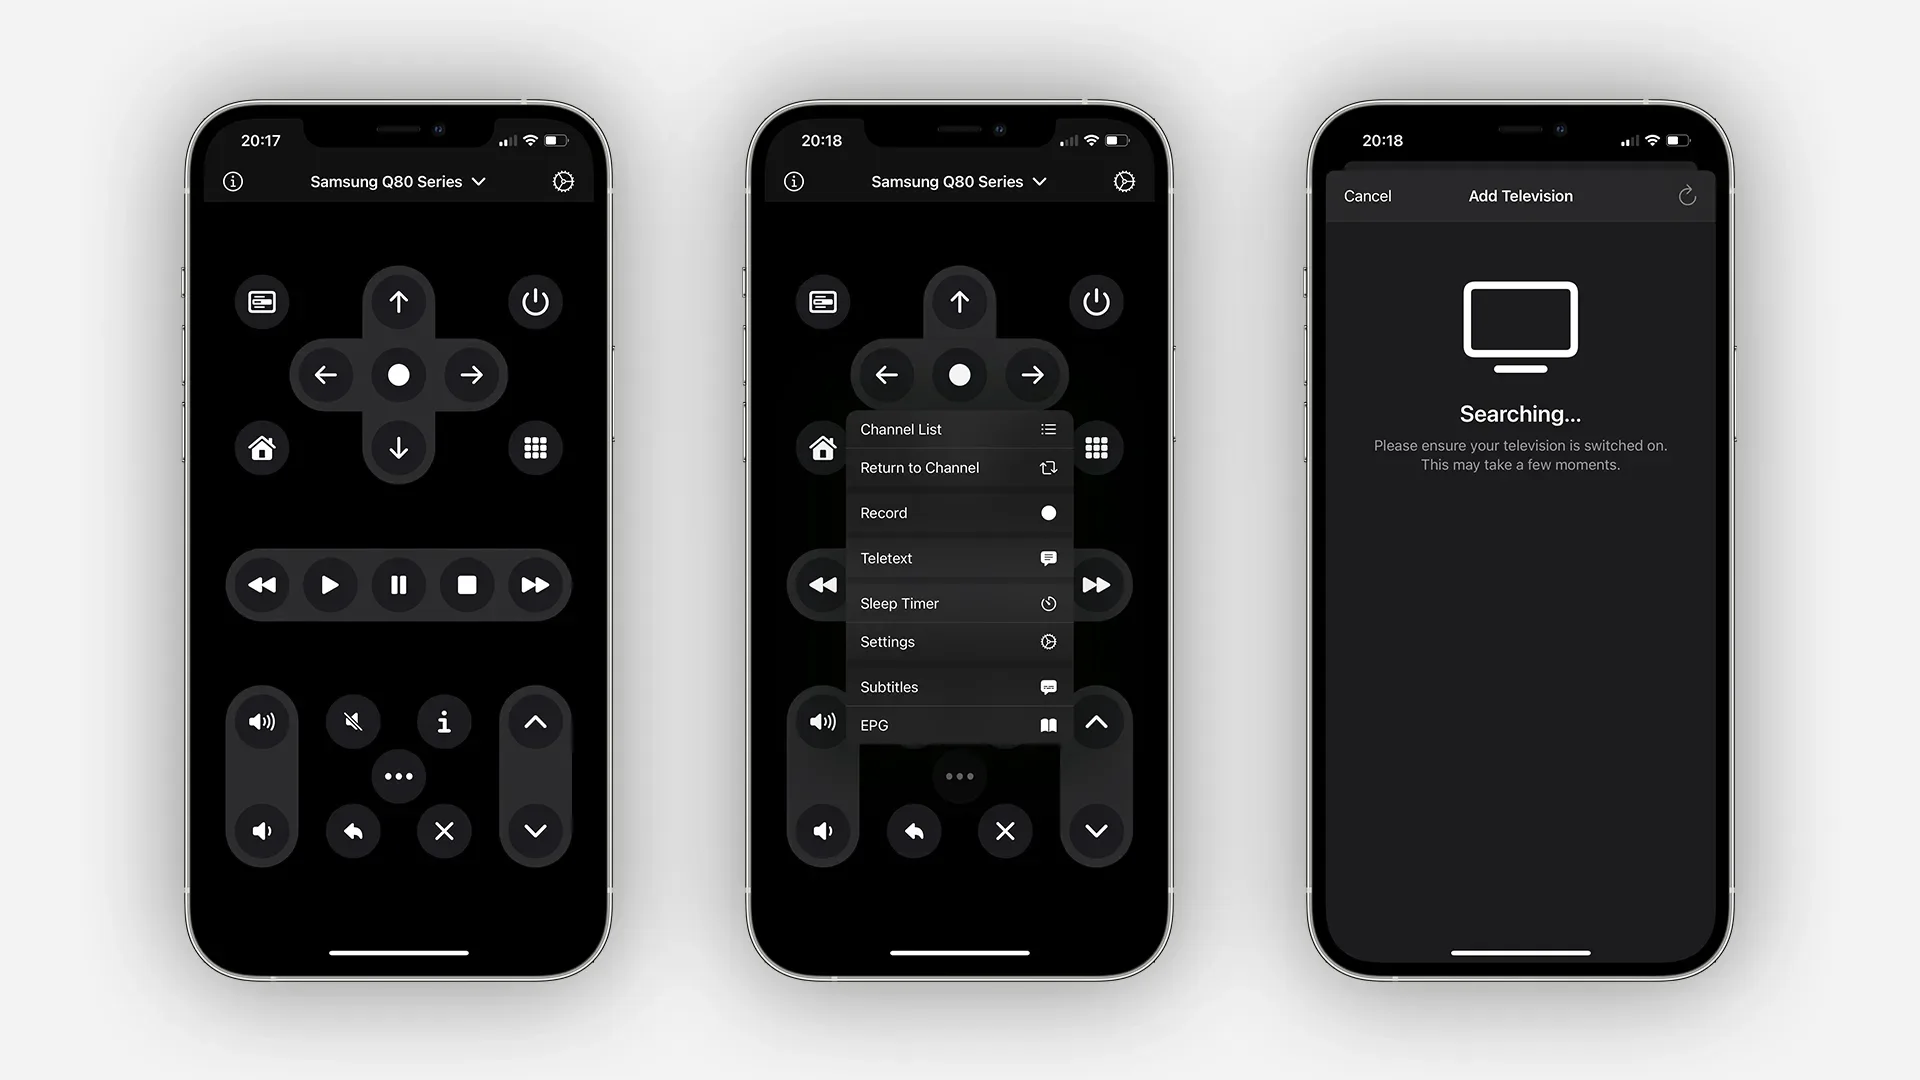 20:17
Samsung Q80 Series
20:18
Samsung Q80 Series
Channel List
Return to Channel
Record
Teletext
Sleep Timer
Settings
Subtitles
EPG
20:18
Cancel
Add Television
Searching...
Please ensure your television is switched on.
This may take a few moments.